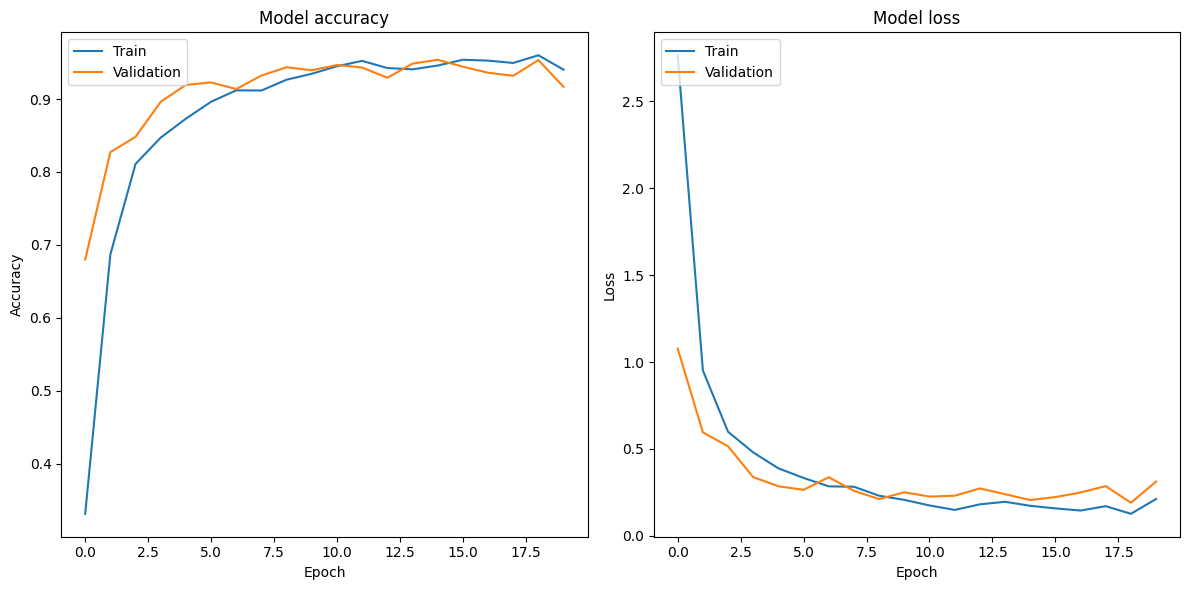 Model accuracy
Train
Validation
0.9
0.8
0.7
0.6
0.5
0.4
Accuracy
0.0 2.5 5.0 7.5 10.0 12.5 15.0 17.5
Epoch
Model loss
Train
Validation
2.5
2.0
1.5
1.0
0.5
0.0
Loss
0.0 2.5 5.0 7.5 10.0 12.5 15.0 17.5
Epoch